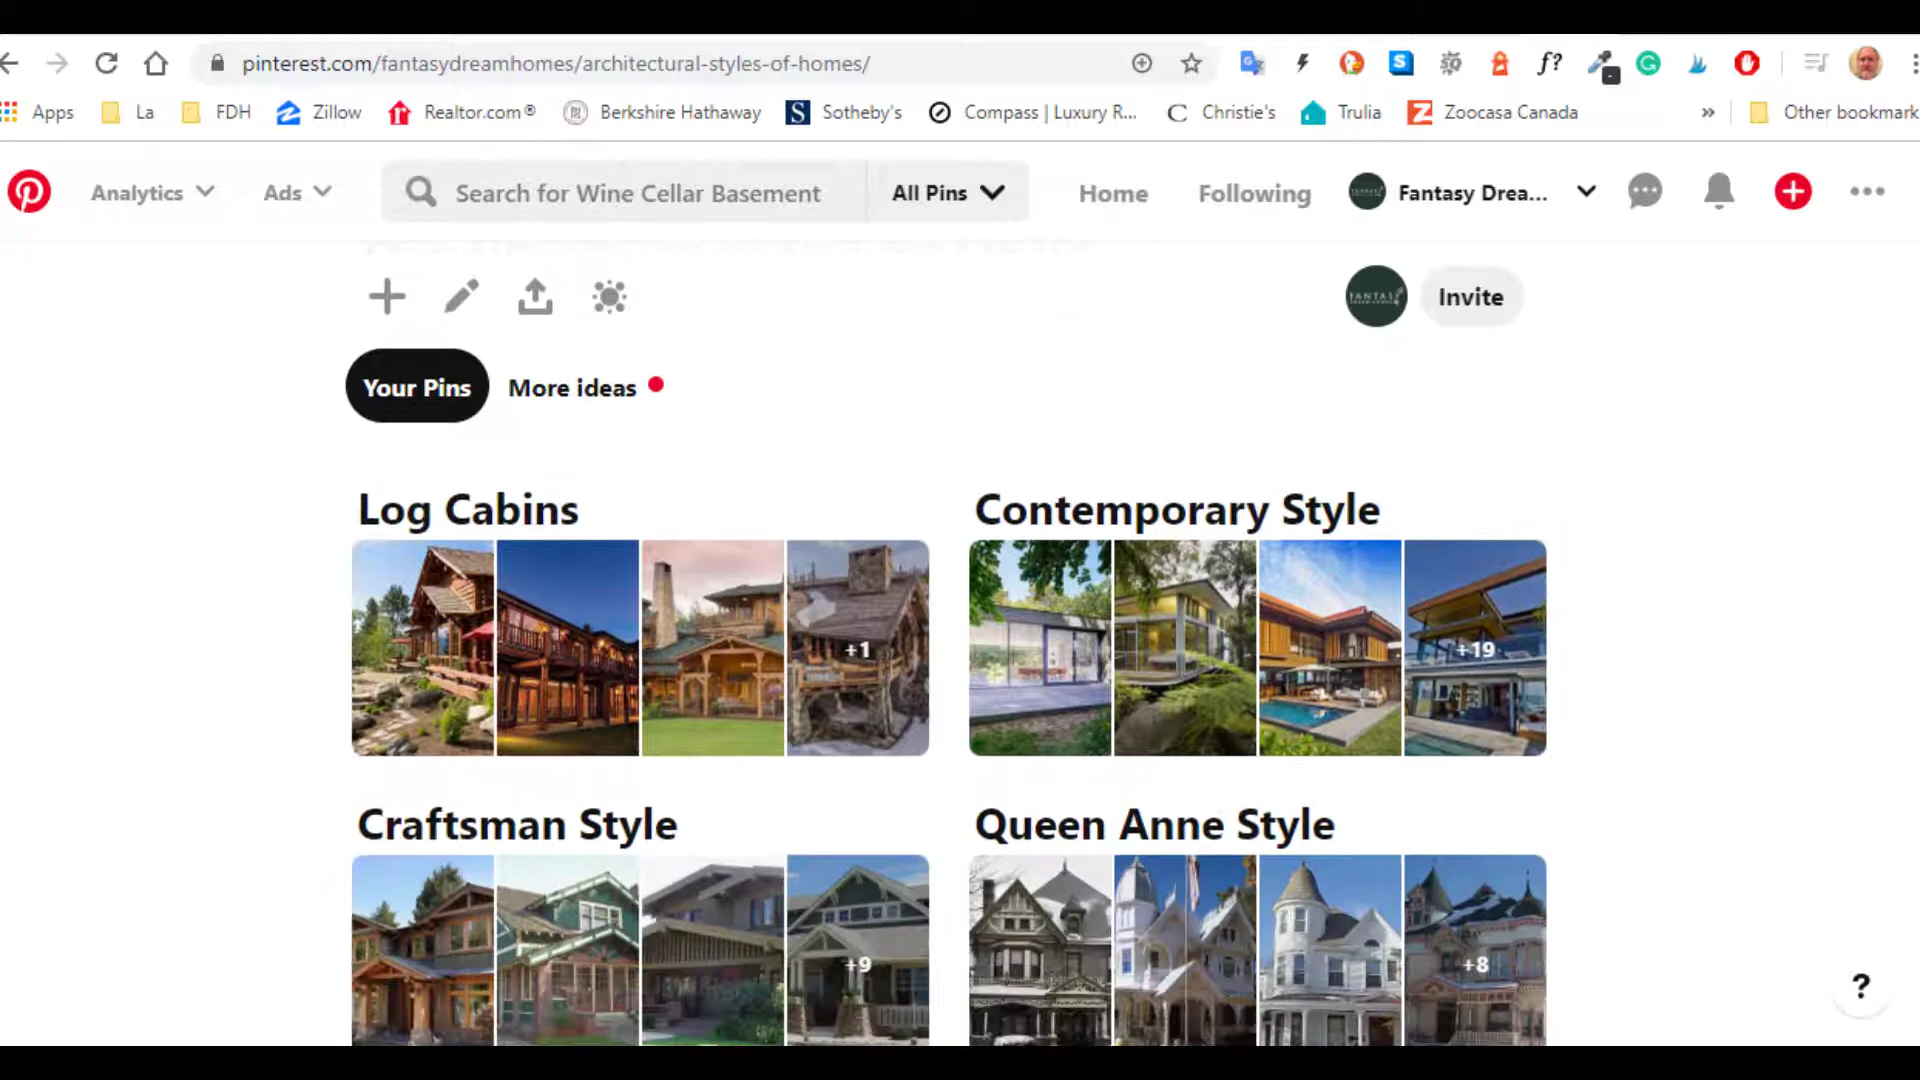 pinterest.com/fantasydreamhomes/architectural-styles-of-homes/
Apps La FDH Zillow Realtor.com® Berkshire Hathaway Sotheby's Compass | Luxury R... Christie's Trulia Zoocasa Canada » Other bookmark
Analytics Ads Search for Wine Cellar Basement All Pins Home Following Fantasy Drea...
Invite
Your Pins More ideas
Log Cabins Contemporary Style
+1 +19
Craftsman Style Queen Anne Style
+9 +8
?